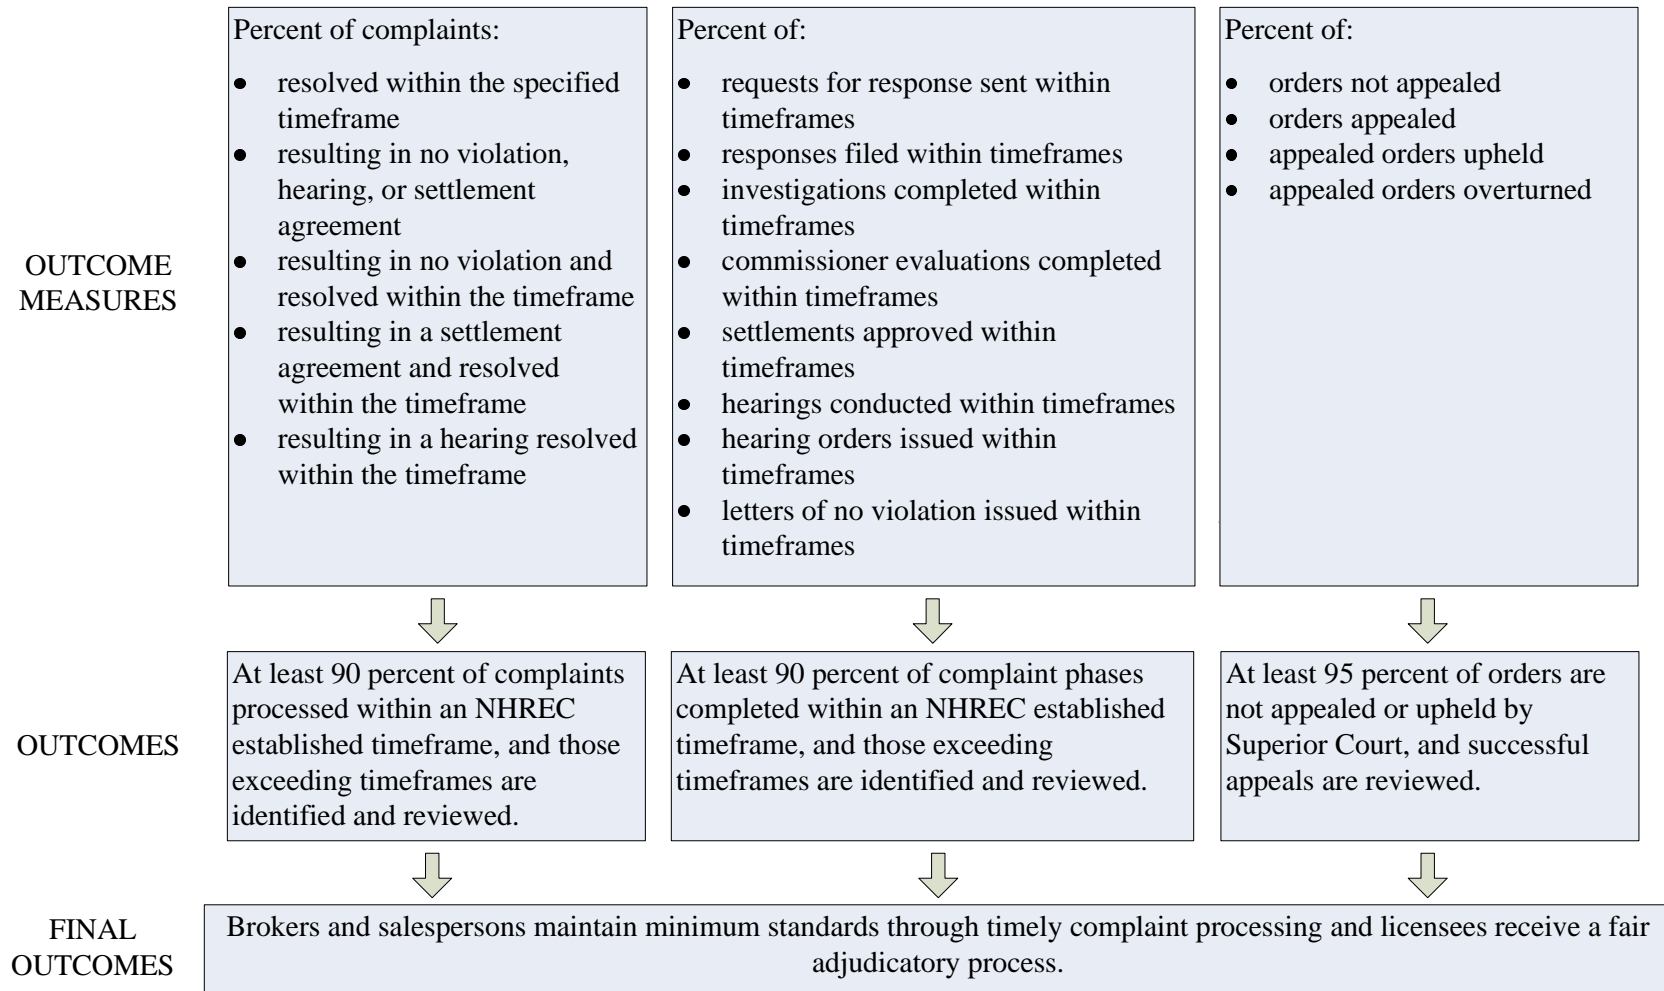 Percent of complaints:
• resolved within the specified
timeframe
• resulting in no violation,
hearing, or settlement
agreement
• resulting in no violation and
resolved within the timeframe
• resulting in a settlement
agreement and resolved
within the timeframe
• resulting in a hearing resolved
within the timeframe
Percent of:
• requests for response sent within
timeframes
• responses filed within timeframes
• investigations completed within
timeframes
• commissioner evaluations completed
within timeframes
• settlements approved within
timeframes
• hearings conducted within timeframes
• hearing orders issued within
timeframes
• letters of no violation issued within
timeframes
Percent of:
• orders not appealed
• orders appealed
• appealed orders upheld
• appealed orders overturned
OUTCOME
MEASURES
At least 90 percent of complaints
processed within an NHREC
established timeframe, and those
exceeding timeframes are
identified and reviewed.
At least 90 percent of complaint phases
completed within an NHREC established
timeframe, and those exceeding
timeframes are identified and reviewed.
At least 95 percent of orders are
not appealed or upheld by
Superior Court, and successful
appeals are reviewed.
OUTCOMES
FINAL
OUTCOMES
Brokers and salespersons maintain minimum standards through timely complaint processing and licensees receive a fair
adjudicatory process.